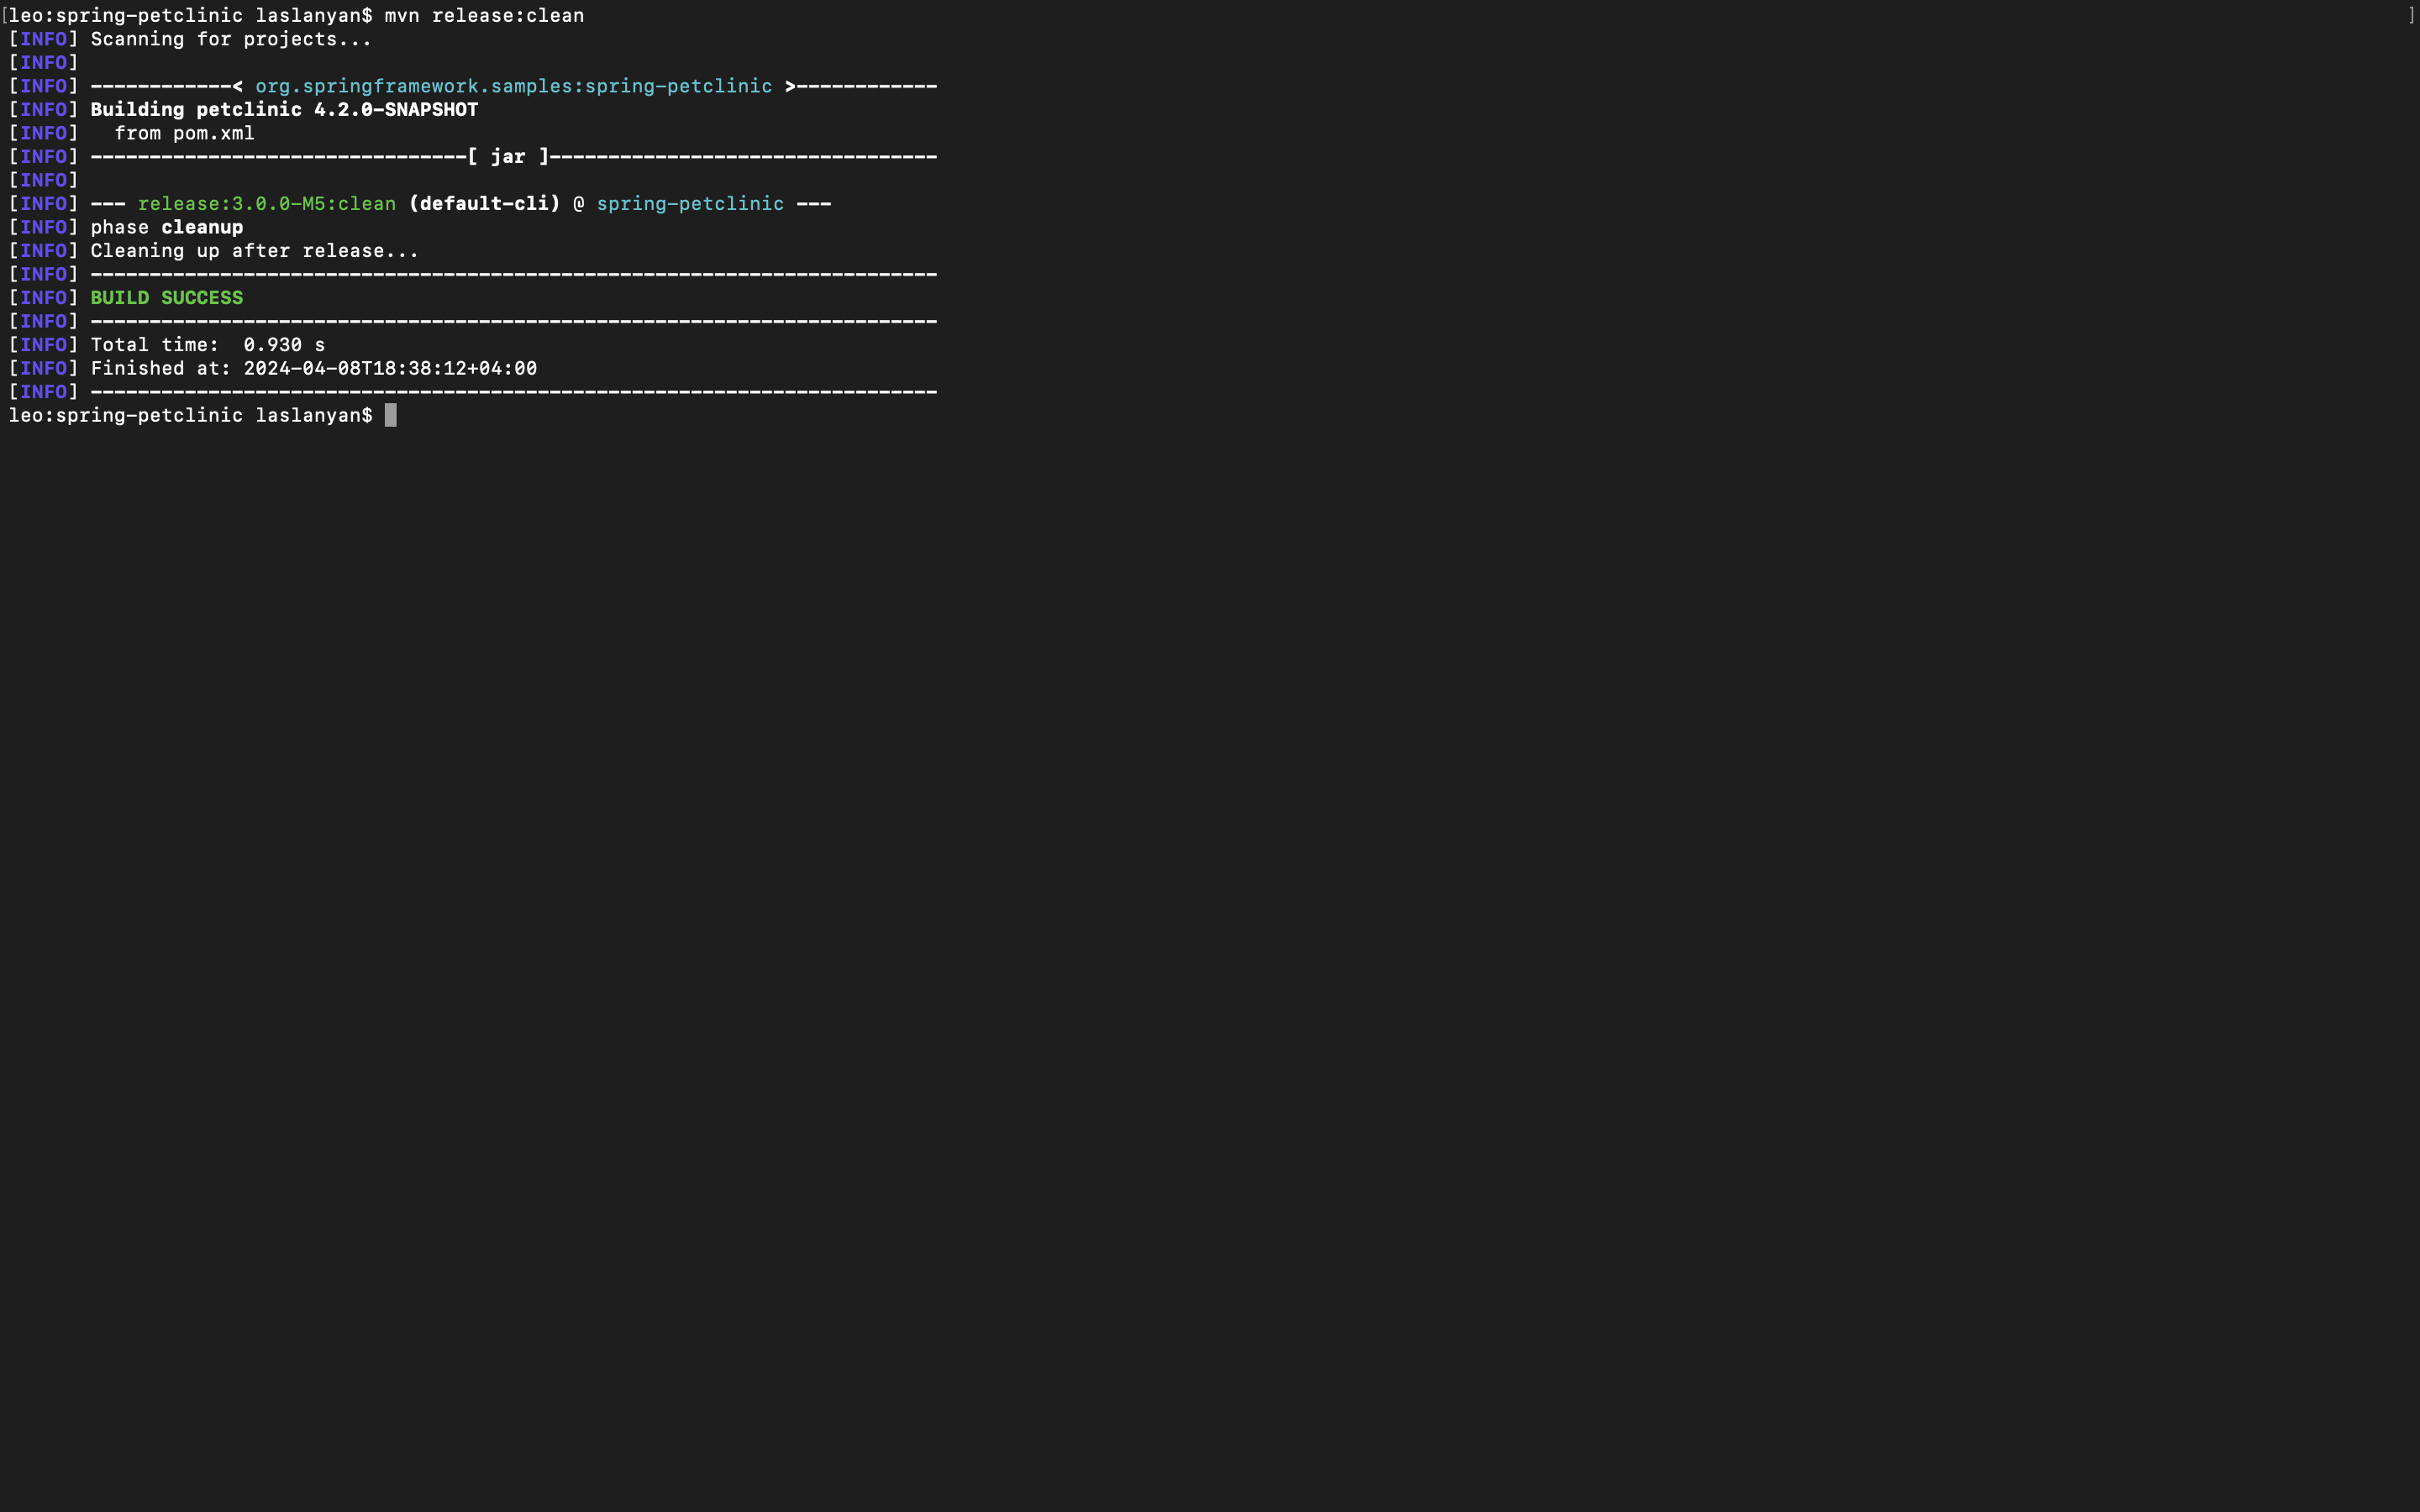 [leo:spring-petclinic laslanyan$ mvn release:clean ]
[INFO] Scanning for projects...
[INFO]
[INFO] ------------< org.springframework.samples:spring-petclinic >------------
[INFO] Building petclinic 4.2.0-SNAPSHOT
[INFO]   from pom.xml
[INFO] --------------------------------[ jar ]---------------------------------
[INFO]
[INFO] --- release:3.0.0-M5:clean (default-cli) @ spring-petclinic ---
[INFO] phase cleanup
[INFO] Cleaning up after release...
[INFO] ------------------------------------------------------------------------
[INFO] BUILD SUCCESS
[INFO] ------------------------------------------------------------------------
[INFO] Total time:  0.930 s
[INFO] Finished at: 2024-04-08T18:38:12+04:00
[INFO] ------------------------------------------------------------------------
leo:spring-petclinic laslanyan$